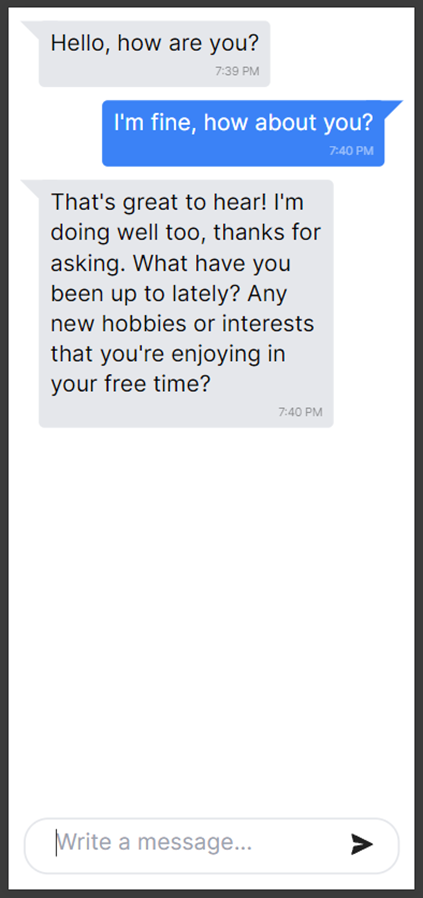 Hello, how are you?
7:39 PM
I'm fine, how about you?
7:40 PM
That's great to hear! I'm
doing well too, thanks for
asking. What have you
been up to lately? Any
new hobbies or interests
that you're enjoying in
your free time?
7:40 PM
Write a message...